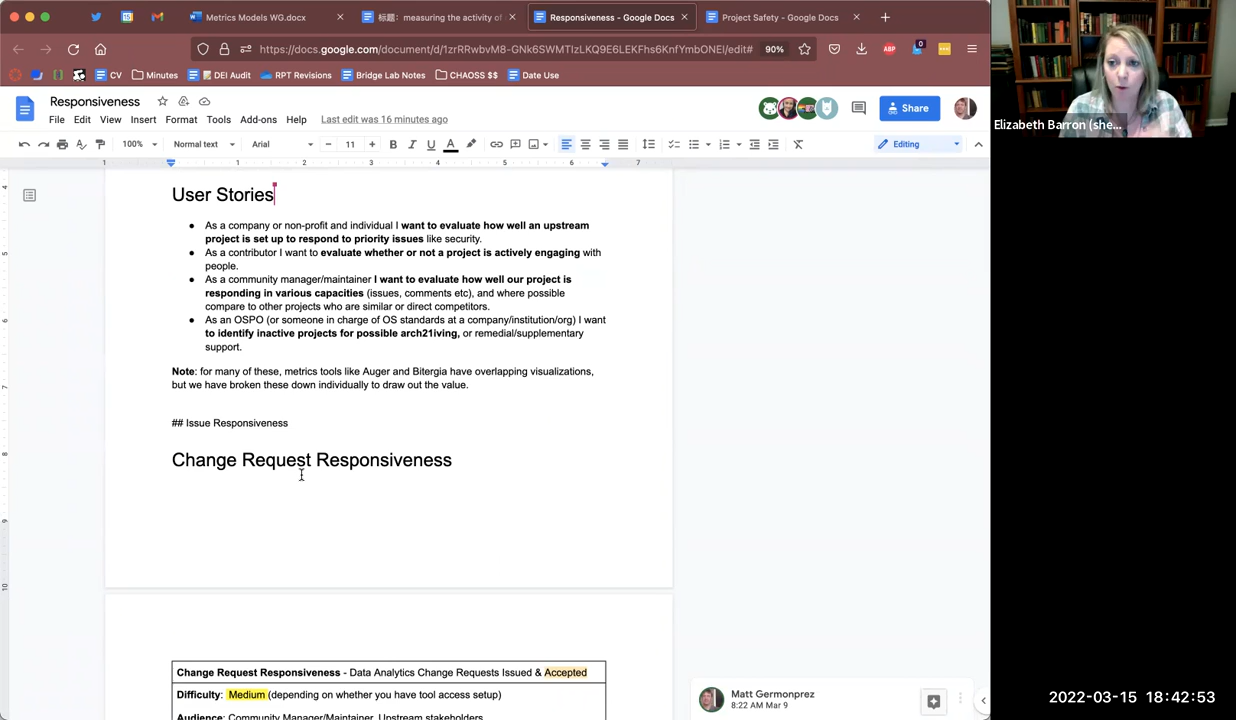 Metrics Models WG.docx
标题：measuring the activity of
Responsiveness - Google Docs
Project Safety - Google Docs
https://docs.google.com/document/d/1zrRRwbvM8-GNk6SWMTIzLKQ9E6LEKFhs6KnfYmbONEI/edit#
90%
CV
Minutes
DEI Audit
RPT Revisions
Bridge Lab Notes
CHAOSS $$
Date Use
Elizabeth Barron (she...
Responsiveness
File Edit View Insert Format Tools Add-ons Help Last edit was 16 minutes ago
Share
100% Normal text Arial 11 Editing
User Stories
● As a company or non-profit and individual I want to evaluate how well an upstream
project is set up to respond to priority issues like security.
● As a contributor I want to evaluate whether or not a project is actively engaging with
people.
● As a community manager/maintainer I want to evaluate how well our project is
responding in various capacities (issues, comments etc), and where possible
compare to other projects who are similar or direct competitors.
● As an OSPO (or someone in charge of OS standards at a company/institution/org) I want
to identify inactive projects for possible arch21iving, or remedial/supplementary
support.
Note: for many of these, metrics tools like Auger and Bitergia have overlapping visualizations,
but we have broken these down individually to draw out the value.
## Issue Responsiveness
Change Request Responsiveness
Change Request Responsiveness - Data Analytics Change Requests Issued & Accepted
Difficulty: Medium (depending on whether you have tool access setup)
Audience: Community Manager/Maintainer, Upstream stakeholders
Matt Germonprez
8:22 AM Mar 9
2022-03-15 18:42:53